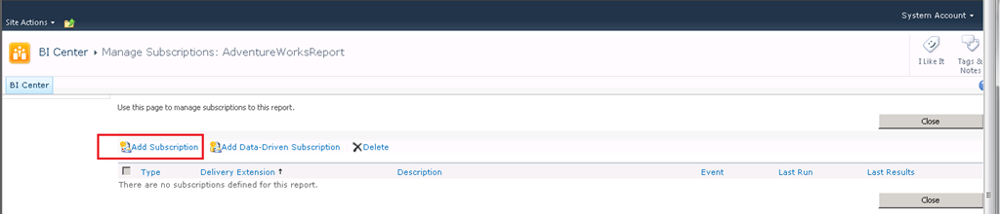 System Account
Site Actions
BI Center Manage Subscriptions: AdventureWorksReport
I Like It Tags & Notes
BI Center
Use this page to manage subscriptions to this report.
Close
Add Subscription Add Data-Driven Subscription Delete
Type Delivery Extension Description Event Last Run Last Results
There are no subscriptions defined for this report.
Close